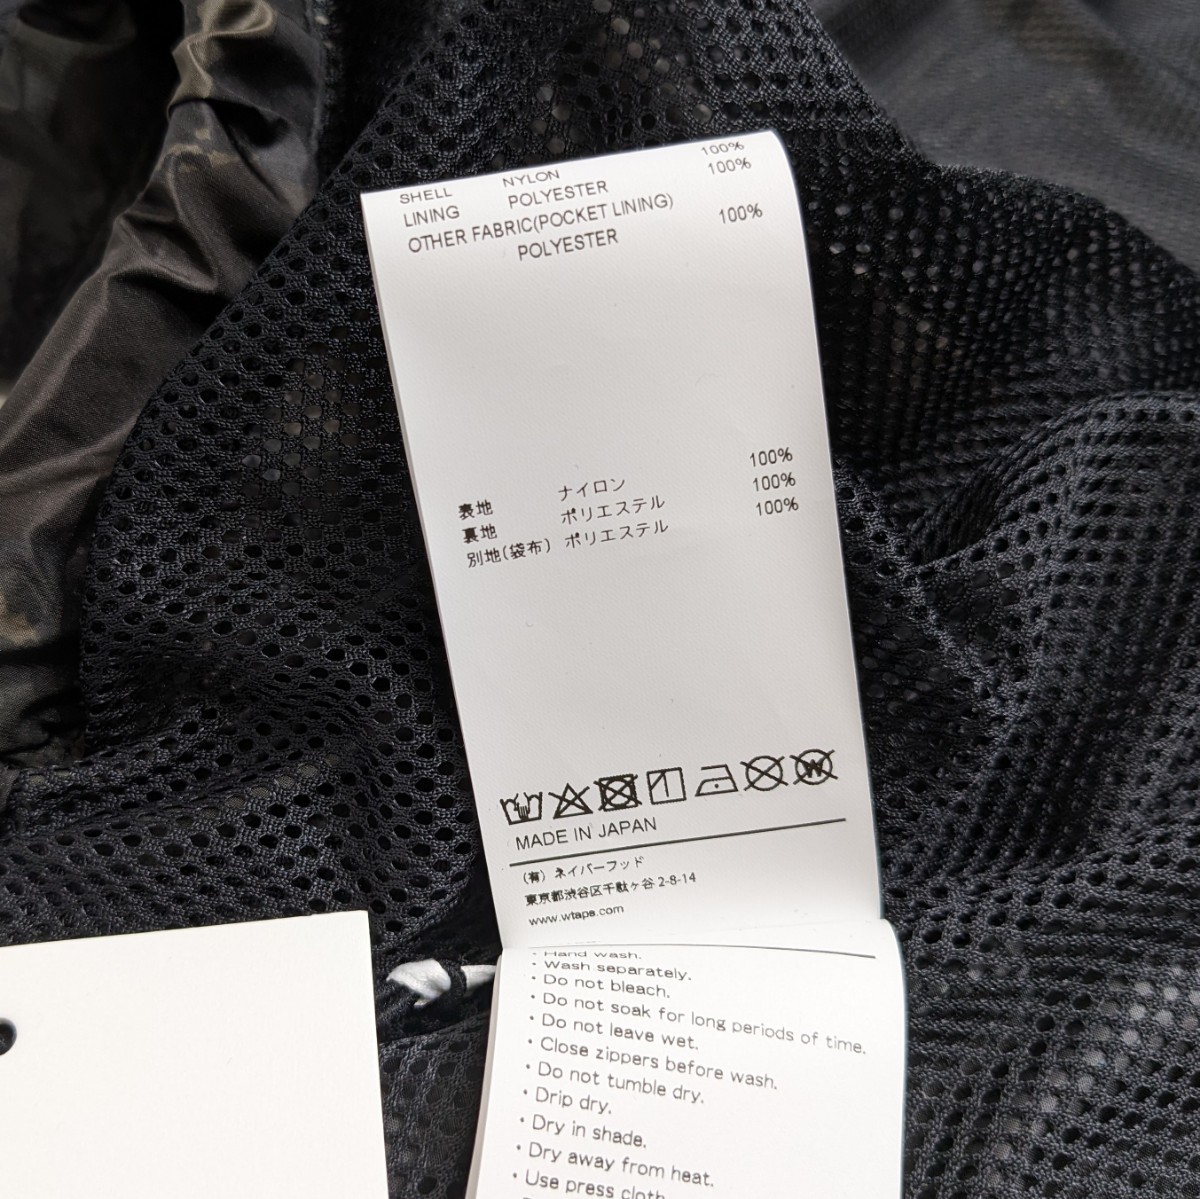 SHELL NYLON 100%
LINING POLYESTER 100%
OTHER FABRIC(POCKET LINING)
POLYESTER 100%
表地 ナイロン 100%
裏地 ポリエステル 100%
別地(袋布) ポリエステル 100%
W
MADE IN JAPAN
(有) ネイバーフッド
東京都渋谷区千駄ヶ谷 2-8-14
www.wtaps.com
・Hand wash.
・Wash separately.
・Do not bleach.
・Do not soak for long periods of time.
・Do not leave wet.
・Close zippers before wash.
・Do not tumble dry.
・Drip dry.
・Dry in shade.
・Dry away from heat.
・Use press cloth.